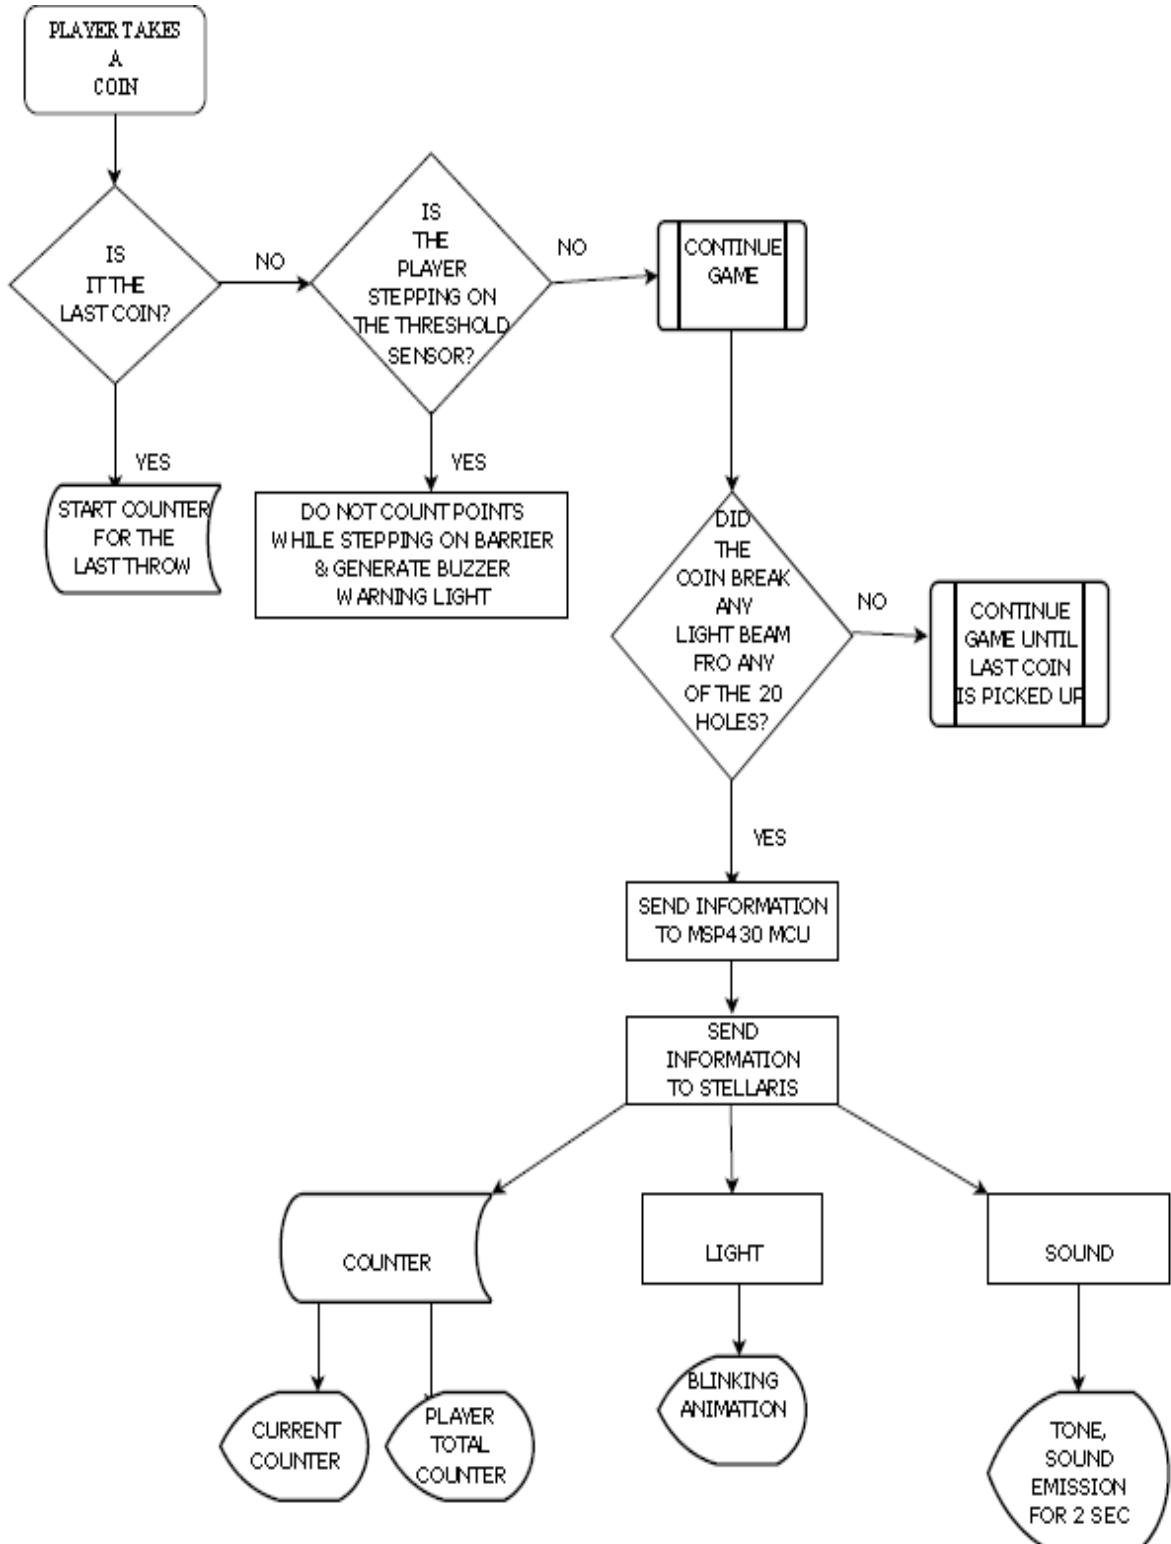 PLAYER TAKES
A
COIN
IS
IT THE
LAST COIN?
NO
YES
START COUNTER
FOR THE
LAST THROW
IS
THE
PLAYER
STEPPING ON
THE THRESHOLD
SENSOR?
NO
YES
DO NOT COUNT POINTS
WHILE STEPPING ON BARRIER
& GENERATE BUZZER
WARNING LIGHT
CONTINUE
GAME
DID
THE
COIN BREAK
ANY
LIGHT BEAM
FRO ANY
OF THE 20
HOLES?
NO
CONTINUE
GAME UNTIL
LAST COIN
IS PICKED UP
YES
SEND INFORMATION
TO MSP430 MCU
SEND
INFORMATION
TO STELLARIS
COUNTER
LIGHT
SOUND
CURRENT
COUNTER
PLAYER
TOTAL
COUNTER
BLINKING
ANIMATION
TONE,
SOUND
EMISSION
FOR 2 SEC